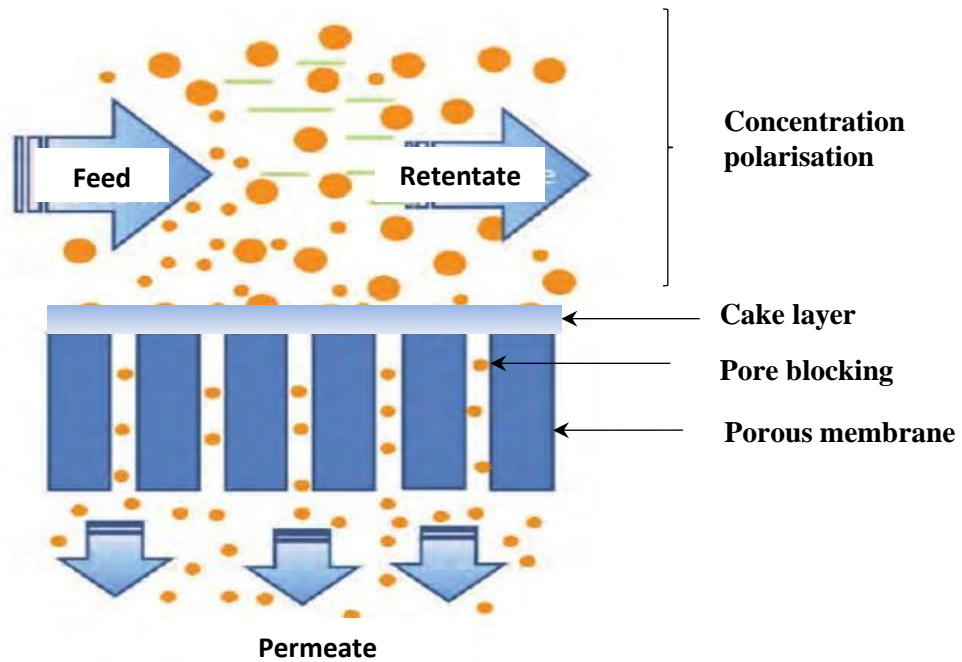 Concentration
polarisation
Feed
Retentate
Cake layer
Pore blocking
Porous membrane
Permeate